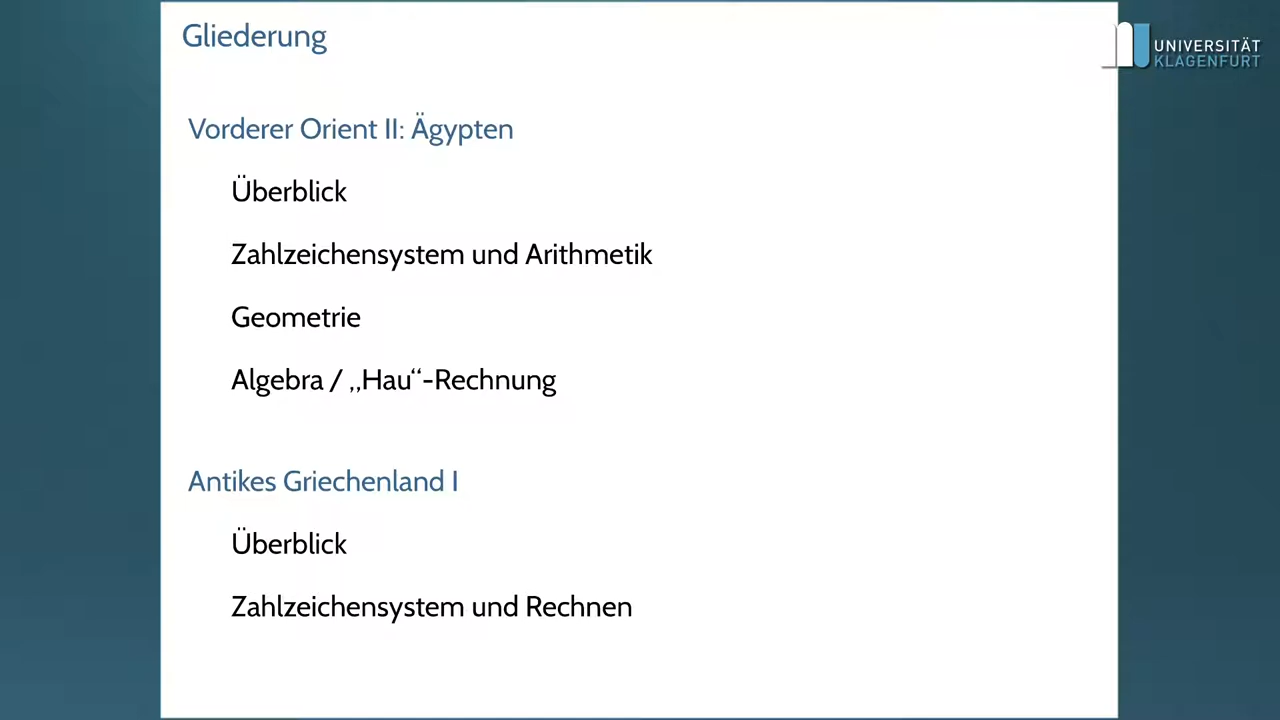 Gliederung
UNIVERSITÄT
KLAGENFURT
Vorderer Orient II: Ägypten
Überblick
Zahlzeichensystem und Arithmetik
Geometrie
Algebra / „Hau“-Rechnung
Antikes Griechenland I
Überblick
Zahlzeichensystem und Rechnen